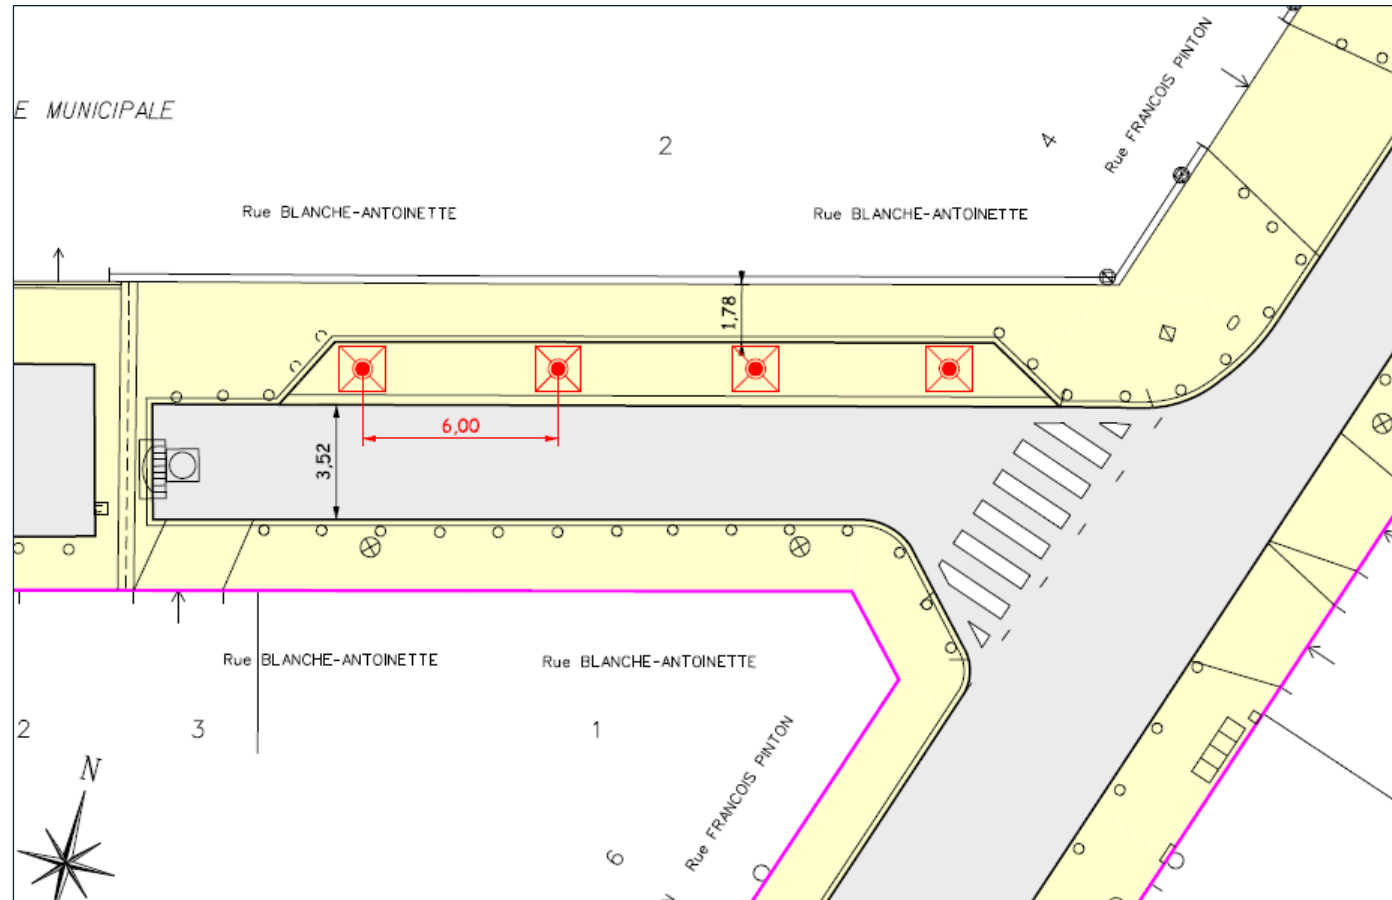 Rue FRANCOIS PINTON
E MUNICIPALE
2
4
Rue BLANCHE-ANTOINETTE
Rue BLANCHE-ANTOINETTE
1,78
6,00
3,52
Rue BLANCHE-ANTOINETTE
Rue BLANCHE-ANTOINETTE
2
3
1
Rue FRANCOIS PINTON
N
6
N